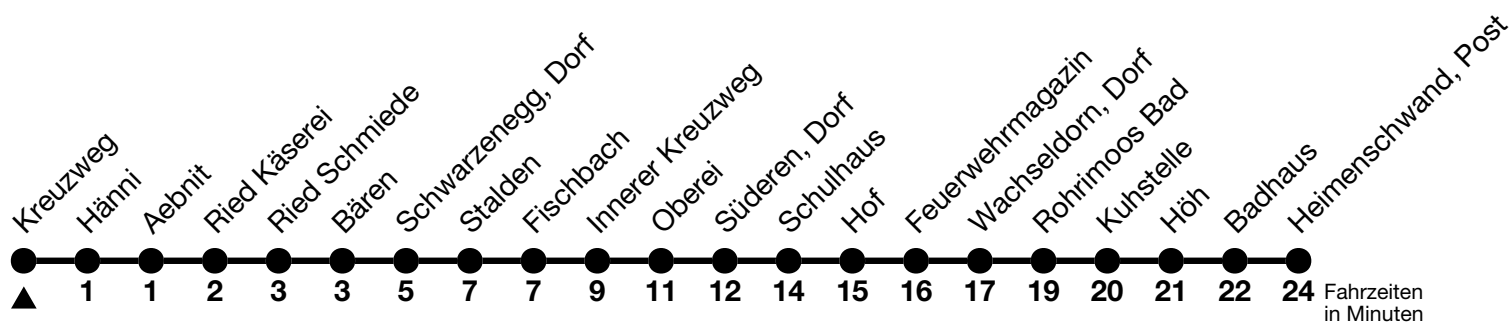 Kreuzweg
Hänni
Aebnit
Ried Käserei
Ried Schmiede
Bären
Schwarzenegg, Dorf
Stalden
Fischbach
Innerer Kreuzweg
Oberei
Süderen, Dorf
Schulhaus
Hof
Feuerwehrmagazin
Wachseldorn, Dorf
Rohrimoos Bad
Kuhstelle
Höh
Badhaus
Heimenschwand, Post
1 1 2 3 3 5 7 7 9 11 12 14 15 16 17 19 20 21 22 24 Fahrzeiten
in Minuten